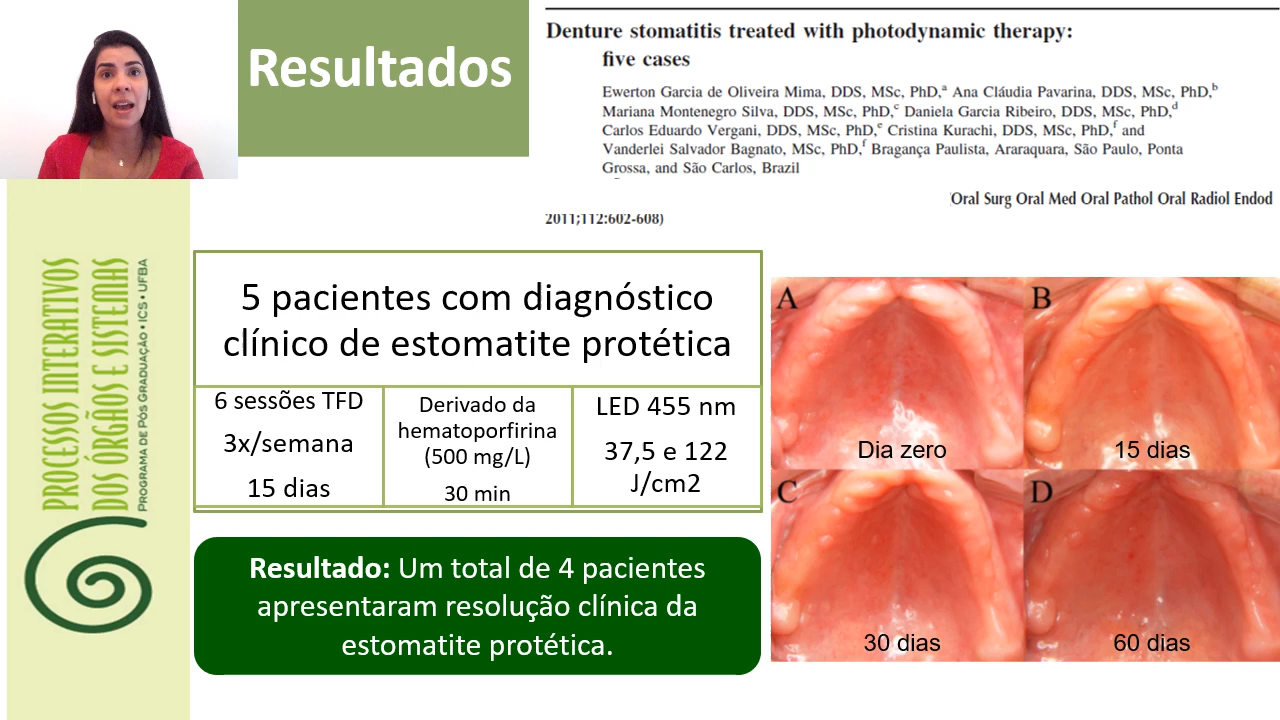 Resultados
Denture stomatitis treated with photodynamic therapy:
five cases
Ewerton Garcia de Oliveira Mima, DDS, MSc, PhD,a Ana Cláudia Pavarina, DDS, MSc, PhD,b
Mariana Montenegro Silva, DDS, MSc, PhD,c Daniela Garcia Ribeiro, DDS, MSc, PhD,d
Carlos Eduardo Vergani, DDS, MSc, PhD,e Cristina Kurachi, DDS, MSc, PhD,f and
Vanderlei Salvador Bagnato, MSc, PhD,f Bragança Paulista, Araraquara, São Paulo, Ponta
Grossa, and São Carlos, Brazil
Oral Surg Oral Med Oral Pathol Oral Radiol Endod
2011;112:602-608)
PROCESSOS INTERATIVOS
DOS ÓRGÃOS E SISTEMAS
PROGRAMA DE PÓS GRADUAÇÃO • ICS • UFBA
5 pacientes com diagnóstico
clínico de estomatite protética
6 sessões TFD
3x/semana
15 dias
Derivado da
hematoporfirina
(500 mg/L)
30 min
LED 455 nm
37,5 e 122
J/cm2
Resultado: Um total de 4 pacientes
apresentaram resolução clínica da
estomatite protética.
A
Dia zero
B
15 dias
C
30 dias
D
60 dias